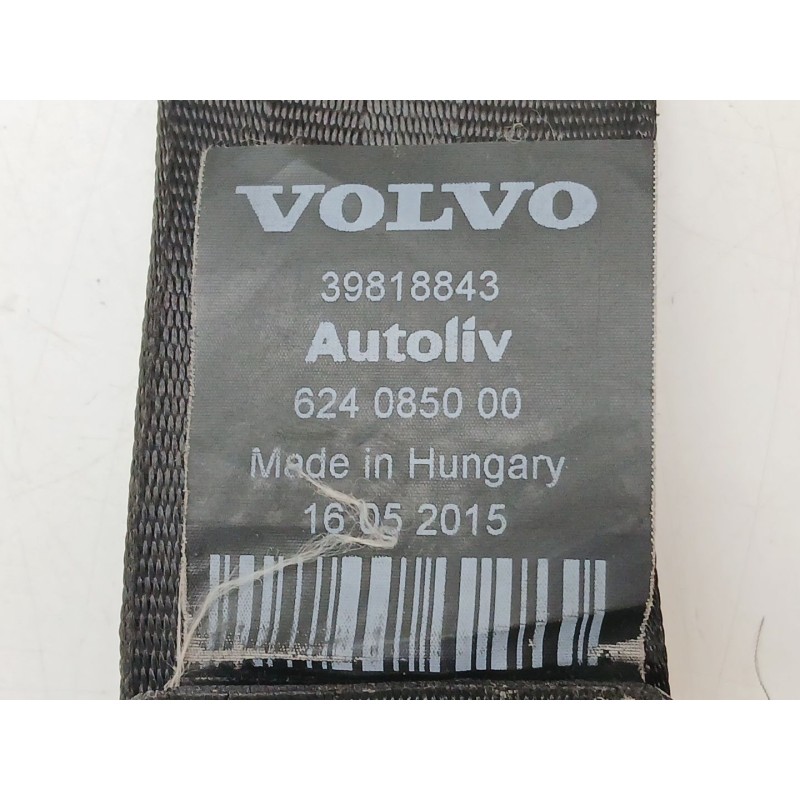 VOLVO
39818843
Autoliv
624 0850 00
Made in Hungary
16 05 2015